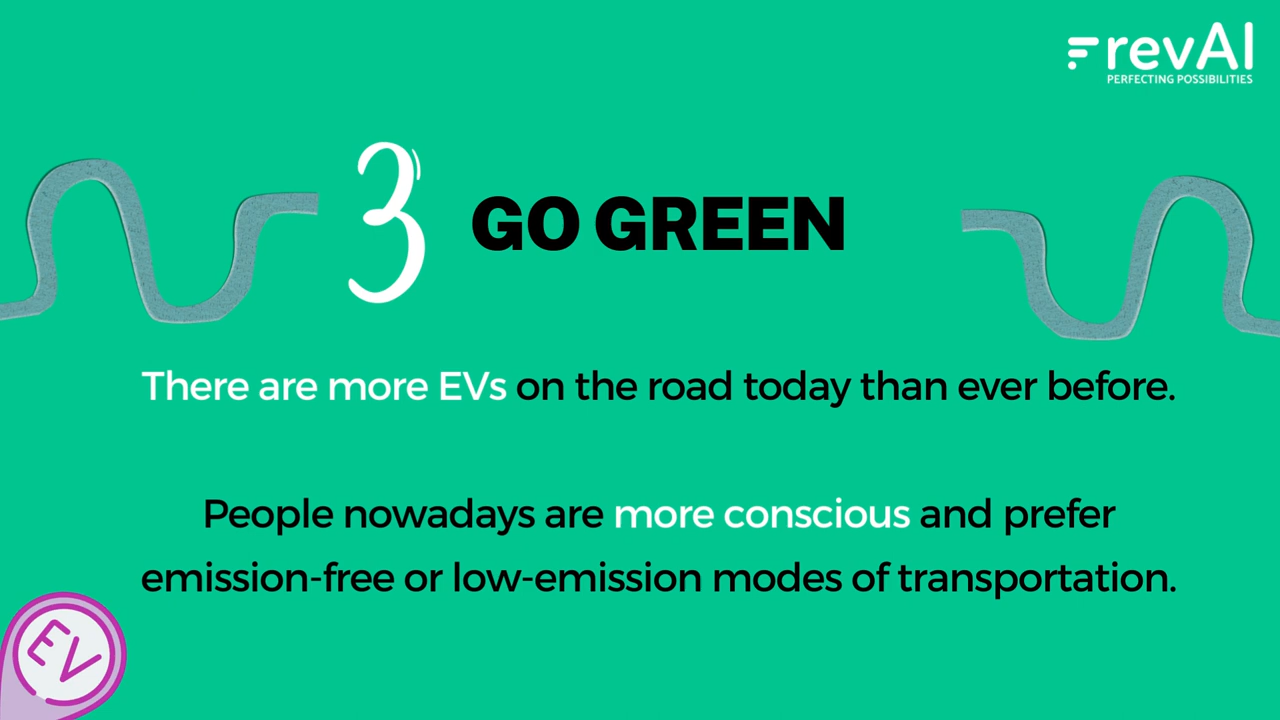 revAI
PERFECTING POSSIBILITIES
3 GO GREEN
There are more EVs on the road today than ever before.
People nowadays are more conscious and prefer
emission-free or low-emission modes of transportation.
EV